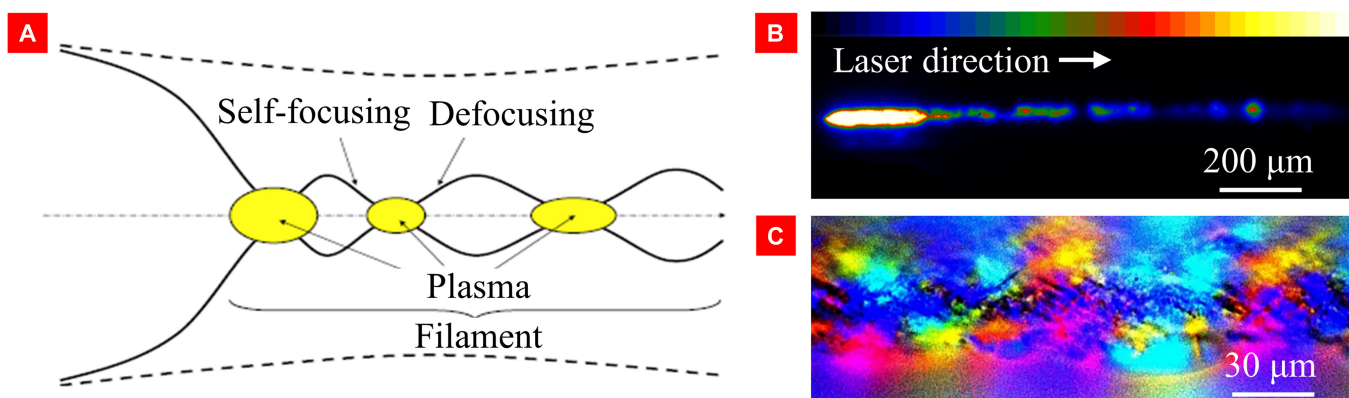 A
Self-focusing
Defocusing
Plasma
Filament
B
Laser direction
200 μm
C
30 μm